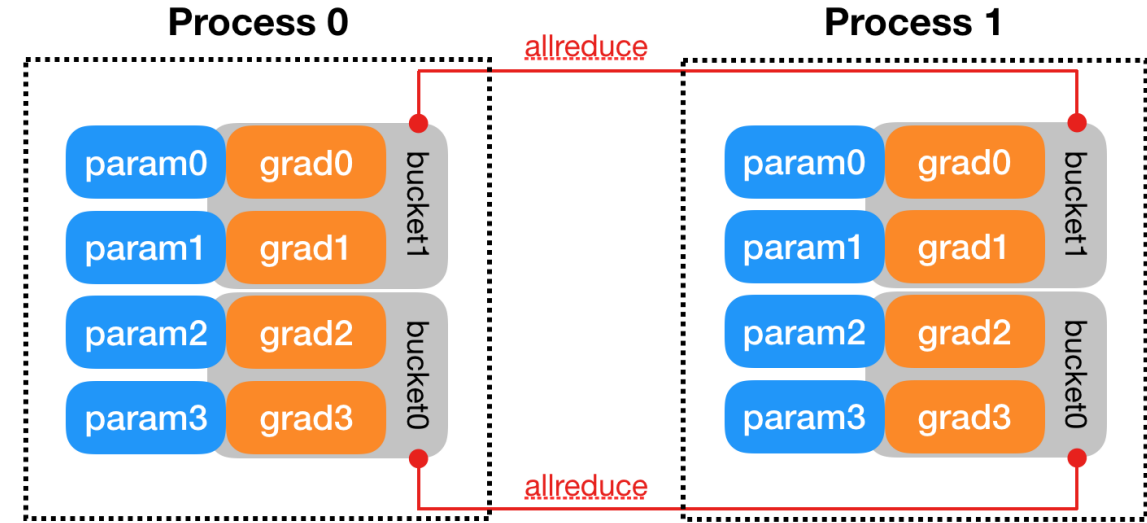 Process 0
Process 1
allreduce
param0 grad0
param1 grad1
bucket1
param2 grad2
param3 grad3
bucket0
param0 grad0
param1 grad1
bucket1
param2 grad2
param3 grad3
bucket0
allreduce